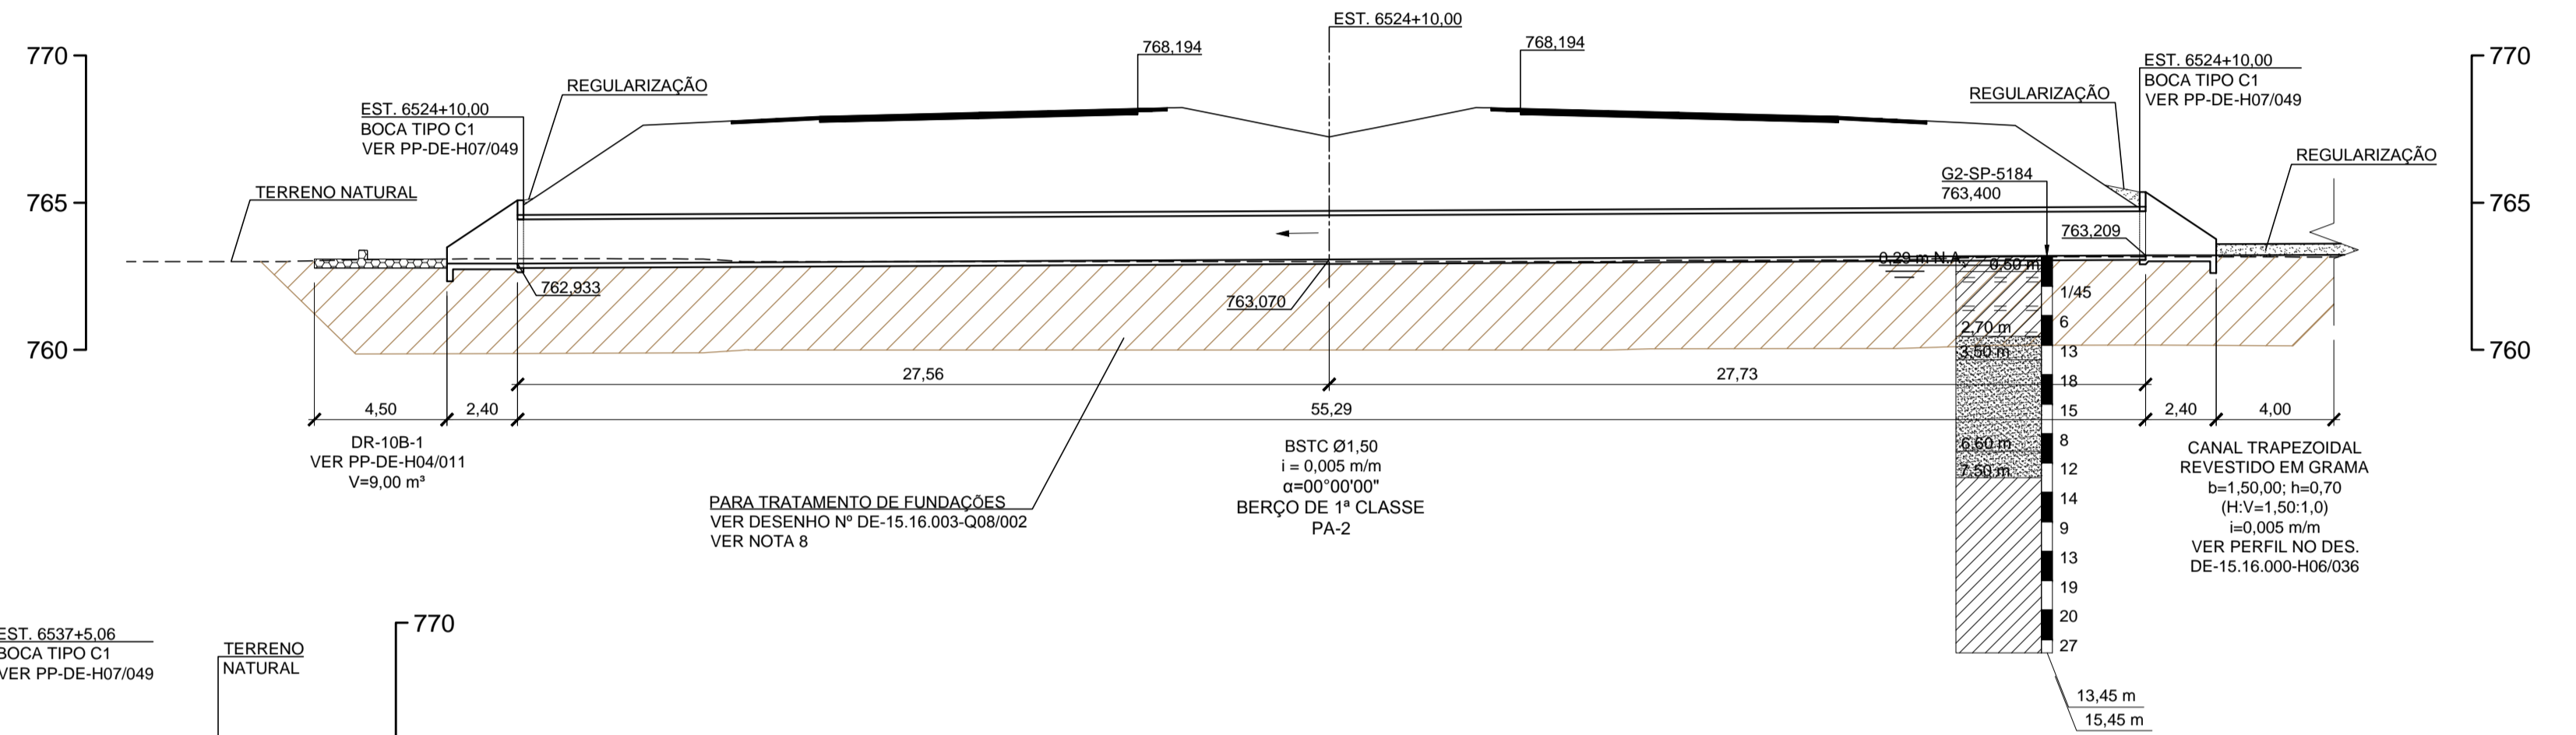 EST. 6524+10,00
768,194
768,194
770
770
EST. 6524+10,00
BOCA TIPO C1
VER PP-DE-H07/049
REGULARIZAÇÃO
REGULARIZAÇÃO
EST. 6524+10,00
BOCA TIPO C1
VER PP-DE-H07/049
REGULARIZAÇÃO
TERRENO NATURAL
G2-SP-5184
763,400
765
765
763,209
0,29 m N.A.
0,50 m
762,933
763,070
1/45
6
2,70 m
13
3,50 m
760
760
27,56
27,73
18
15
4,50
2,40
55,29
2,40
4,00
DR-10B-1
VER PP-DE-H04/011
V=9,00 m³
BSTC Ø1,50
i = 0,005 m/m
α=00°00'00"
BERÇO DE 1ª CLASSE
PA-2
8
6,60 m
12
7,50 m
14
9
13
19
20
27
CANAL TRAPEZOIDAL
REVESTIDO EM GRAMA
b=1,50,00; h=0,70
(H:V=1,50:1,0)
i=0,005 m/m
VER PERFIL NO DES.
DE-15.16.000-H06/036
PARA TRATAMENTO DE FUNDAÇÕES
VER DESENHO Nº DE-15.16.003-Q08/002
VER NOTA 8
13,45 m
15,45 m
EST. 6537+5,06
BOCA TIPO C1
VER PP-DE-H07/049
TERRENO
NATURAL
770